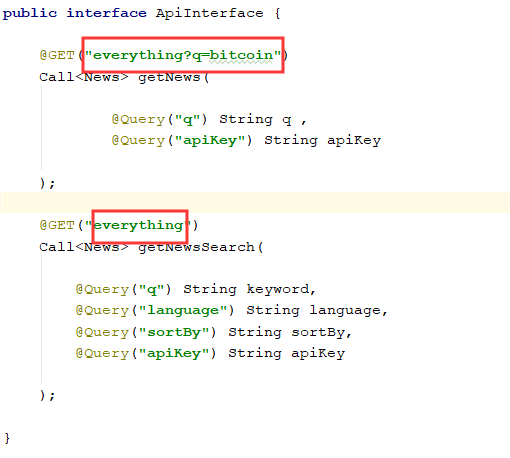 public interface ApiInterface {
@GET("everything?q=bitcoin")
Call<News> getNews(
@Query("q") String q ,
@Query("apiKey") String apiKey
);
@GET("everything")
Call<News> getNewsSearch(
@Query("q") String keyword,
@Query("language") String language,
@Query("sortBy") String sortBy,
@Query("apiKey") String apiKey
);
}